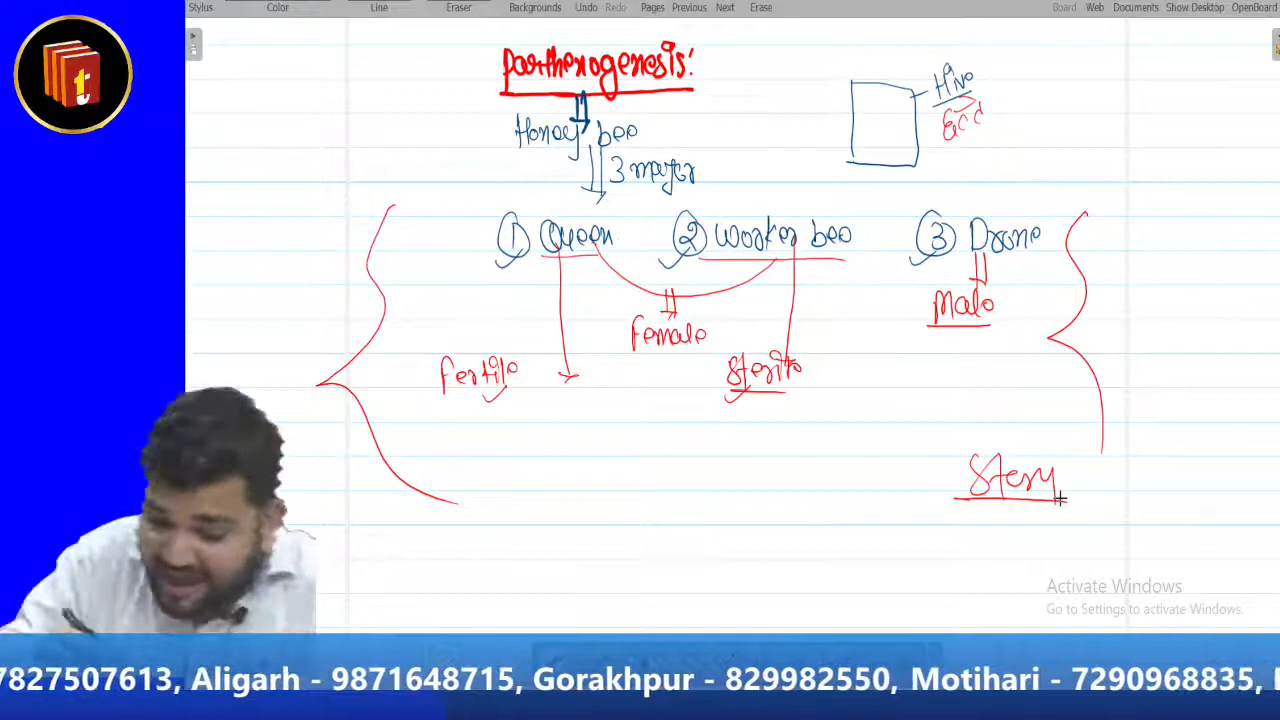 Stylus Color Line Eraser Backgrounds Undo Redo Pages Previous Next Erase Board Web Documents Show Desktop OpenBoard
t
Parthenogenesis:
Honey bee
3 major
Hive
① Queen ② Worker bee ③ Drone
Male
Female
Fertile Sterile
Story
Activate Windows
Go to Settings to activate Windows.
7827507613, Aligarh - 9871648715, Gorakhpur - 829982550, Motihari - 7290968835,